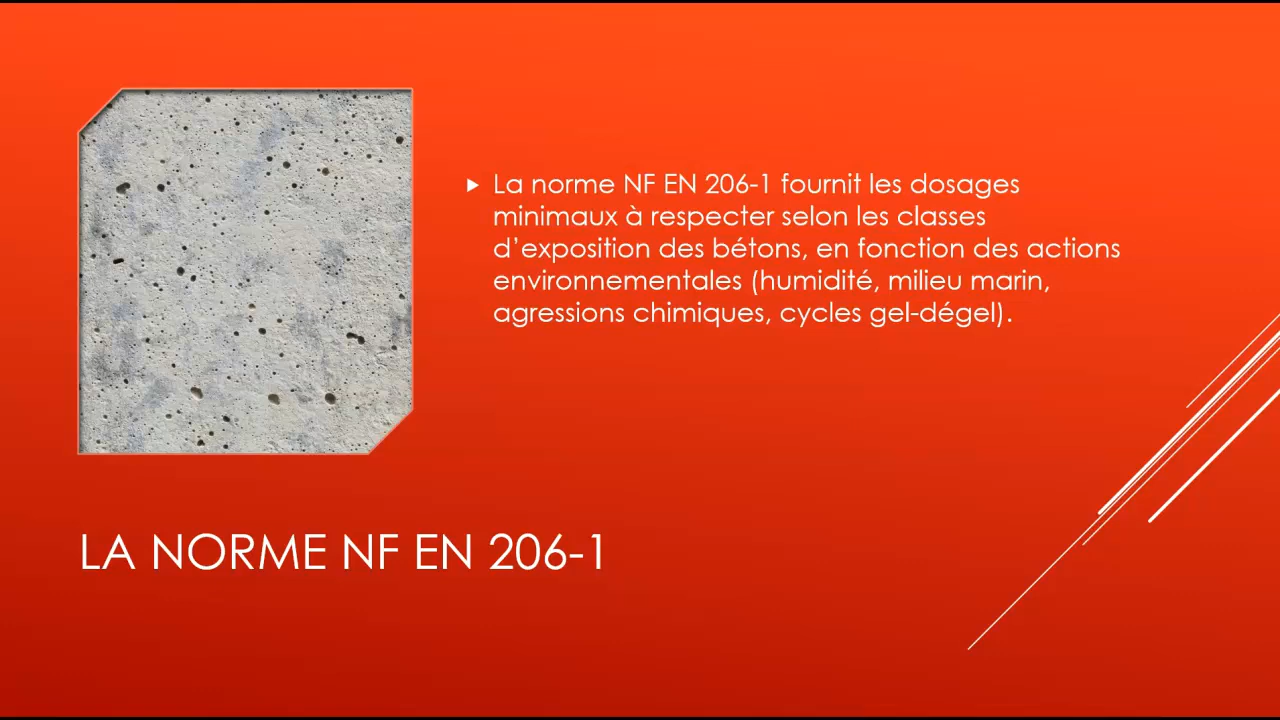 La norme NF EN 206-1 fournit les dosages
minimaux à respecter selon les classes
d’exposition des bétons, en fonction des actions
environnementales (humidité, milieu marin,
agressions chimiques, cycles gel-dégel).
LA NORME NF EN 206-1